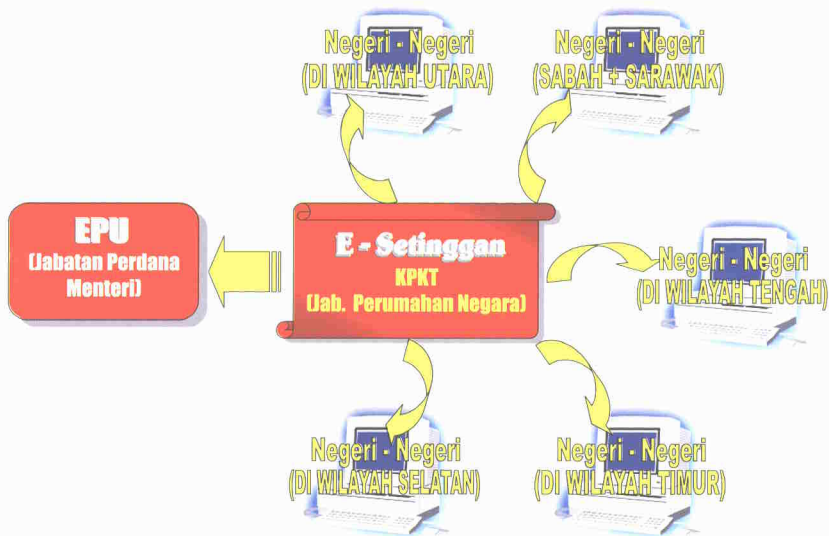 Negeri - Negeri
(DI WILAYAH UTARA)
Negeri - Negeri
(SABAH + SARAWAK)
EPU
(Jabatan Perdana
Menteri)
E - Setinggan
KPKT
(Jab. Perumahan Negara)
Negeri - Negeri
(DI WILAYAH TENGAH)
Negeri - Negeri
(DI WILAYAH SELATAN)
Negeri - Negeri
(DI WILAYAH TIMUR)